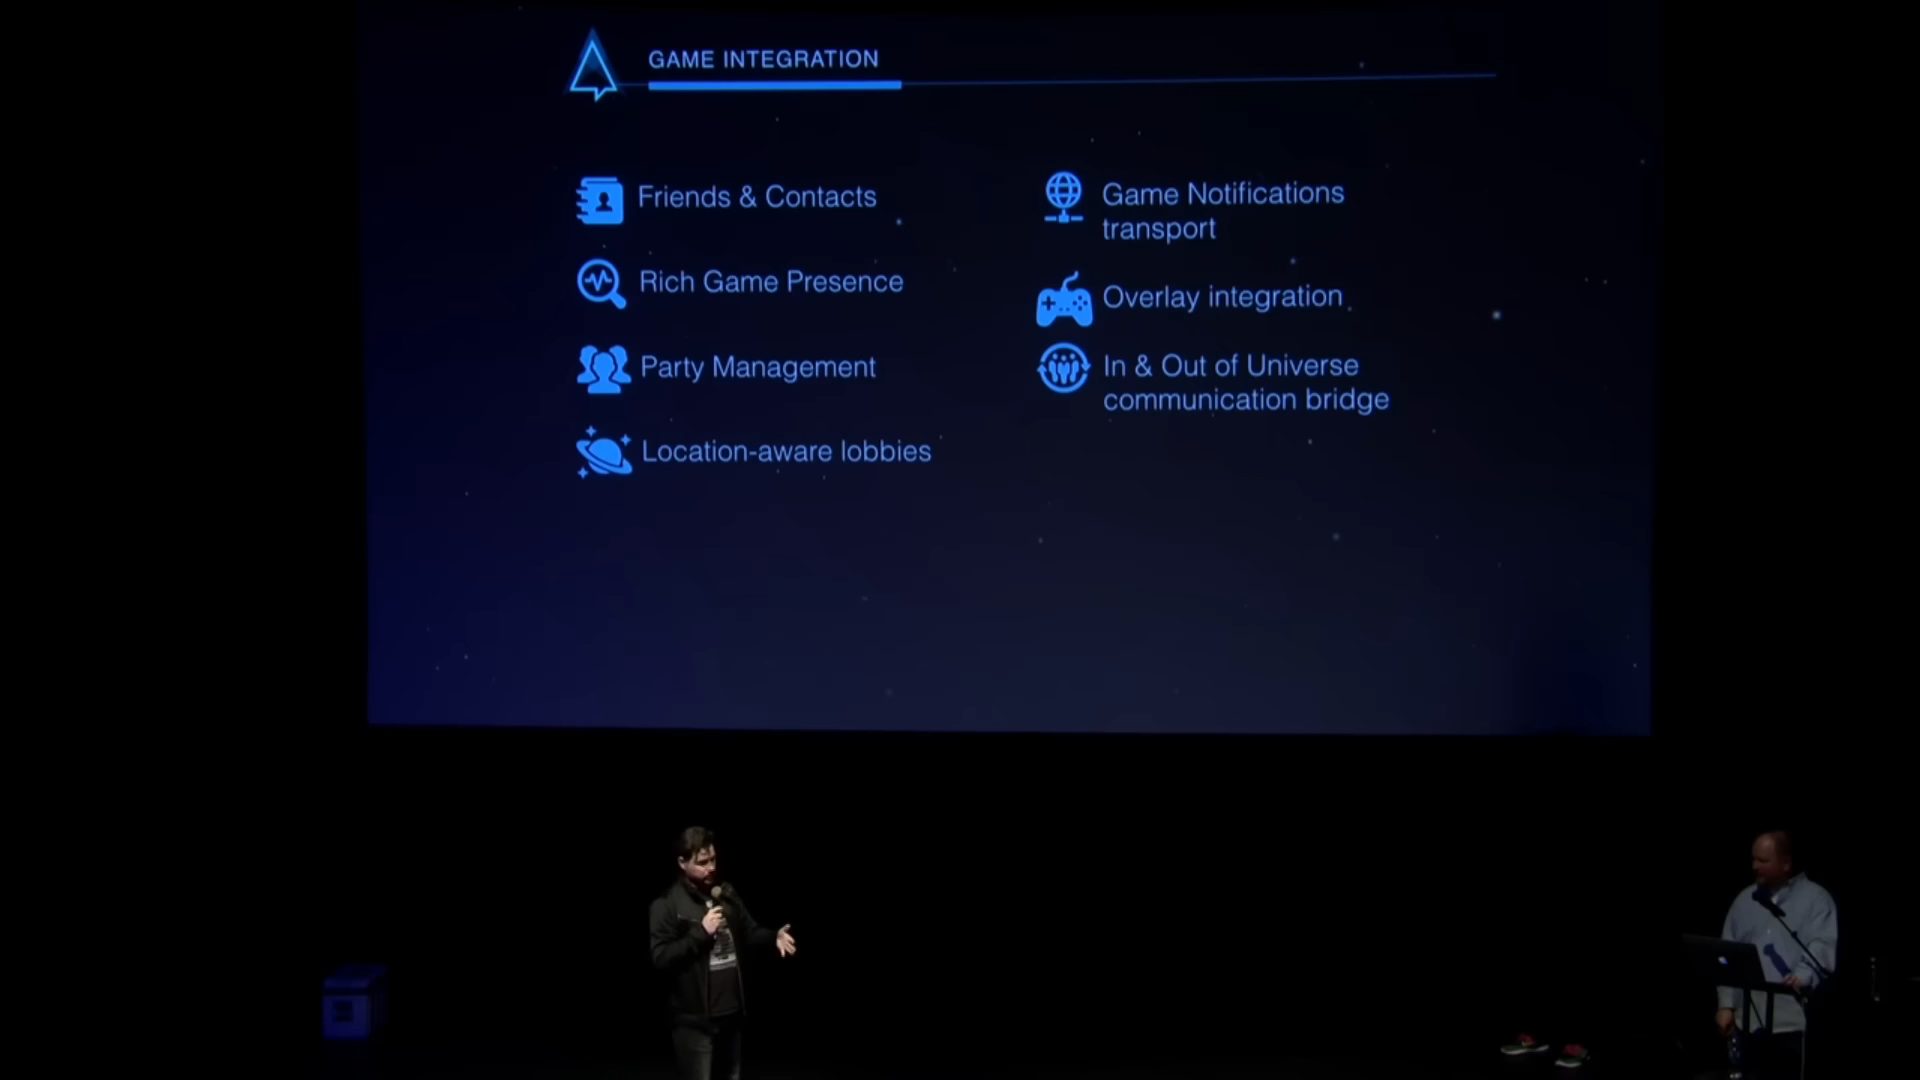 GAME INTEGRATION
Friends & Contacts
Rich Game Presence
Party Management
Location-aware lobbies
Game Notifications
transport
Overlay integration
In & Out of Universe
communication bridge